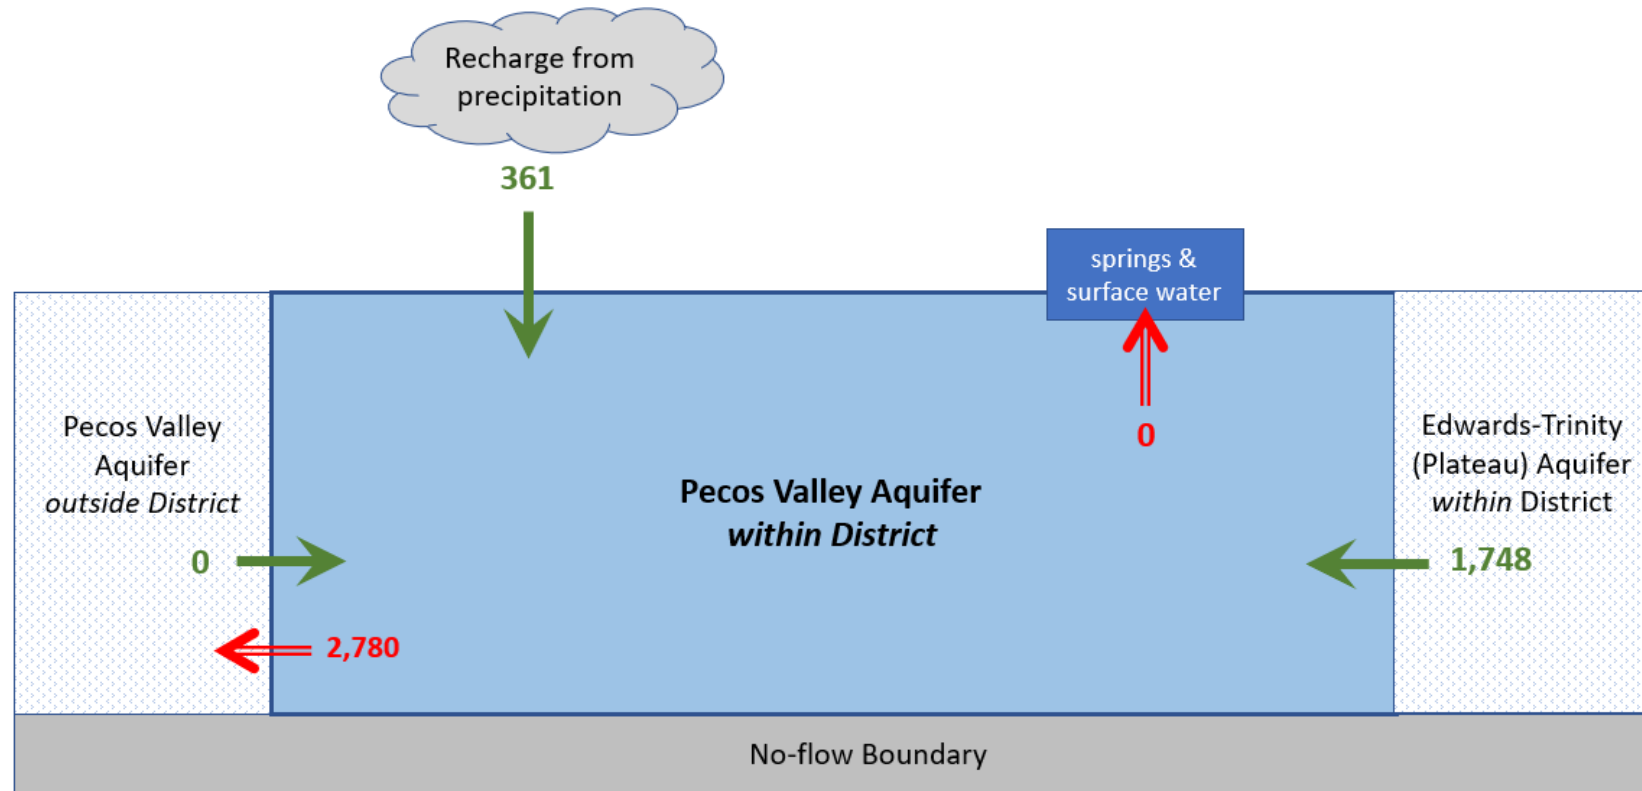 Recharge from
precipitation
361
springs &
surface water
0
Pecos Valley
Aquifer
outside District
0
2,780
Pecos Valley Aquifer
within District
Edwards-Trinity
(Plateau) Aquifer
within District
1,748
No-flow Boundary